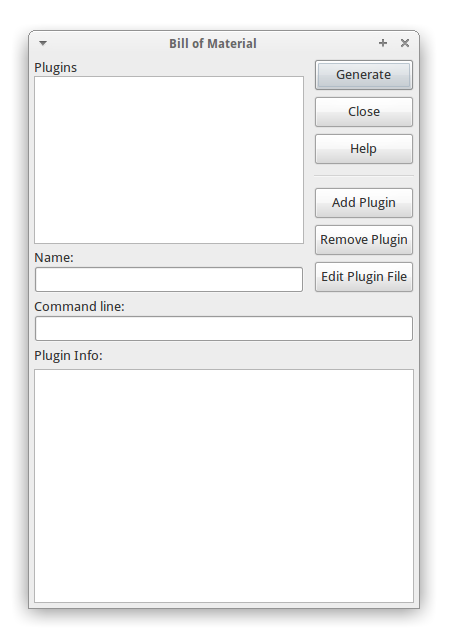 Bill of Material
Plugins
Generate
Close
Help
Add Plugin
Remove Plugin
Edit Plugin File
Name:
Command line:
Plugin Info: